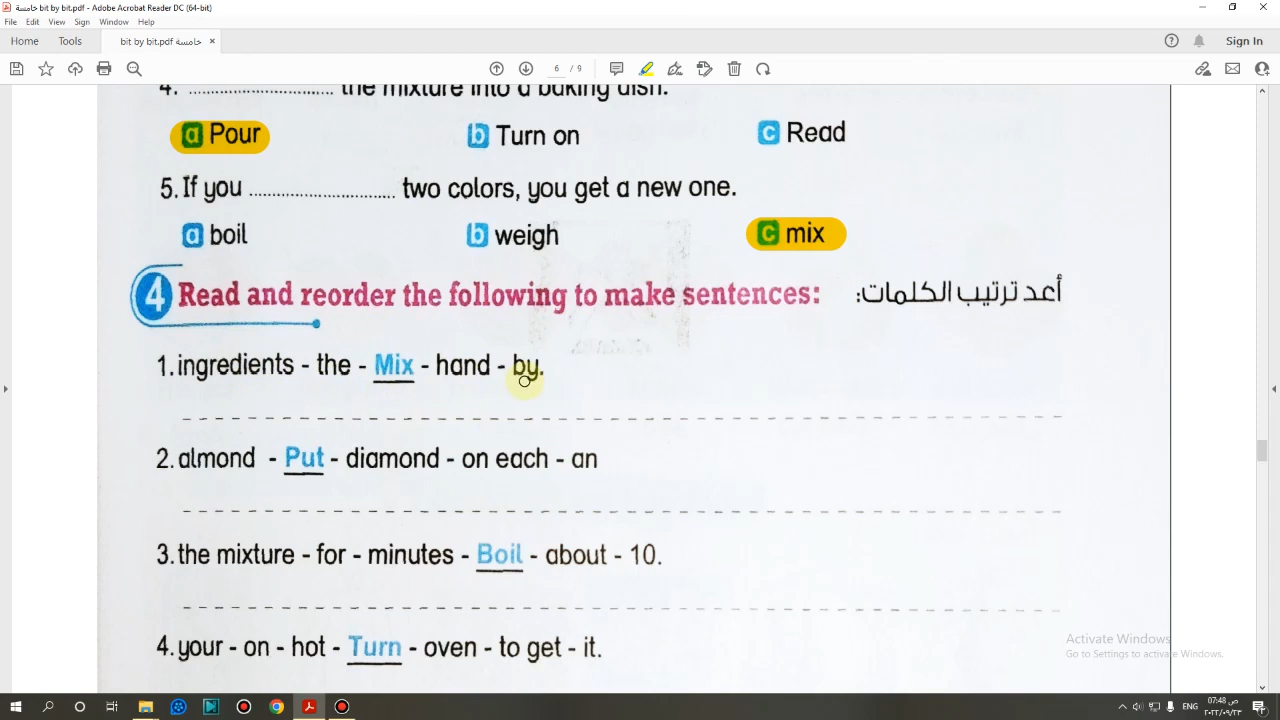 خامسة bit by bit.pdf - Adobe Acrobat Reader DC (64-bit)
File Edit View Sign Window Help
Home Tools خامسة bit by bit.pdf × Sign In
6 / 9
4. ................................ the mixture into a baking dish.
a Pour b Turn on c Read
5. If you ................................ two colors, you get a new one.
a boil b weigh c mix
4 Read and reorder the following to make sentences: أعد ترتيب الكلمات:
1. ingredients - the - Mix - hand - by.
2. almond - Put - diamond - on each - an
3. the mixture - for - minutes - Boil - about - 10.
4. your - on - hot - Turn - oven - to get - it.
Activate Windows
Go to Settings to activate Windows.
ENG
07:48 ص
٢٠٢٢/٠٩/٢٣